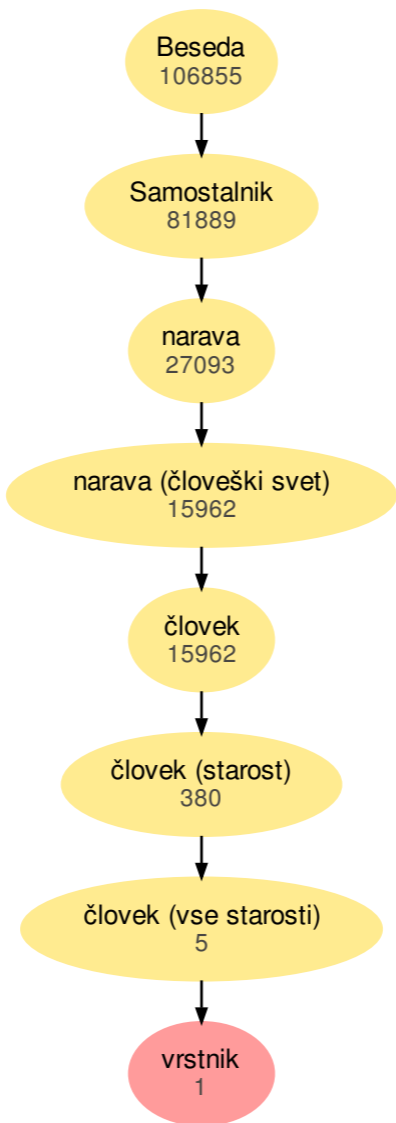 Beseda
106855
Samostalnik
81889
narava
27093
narava (človeški svet)
15962
človek
15962
človek (starost)
380
človek (vse starosti)
5
vrstnik
1